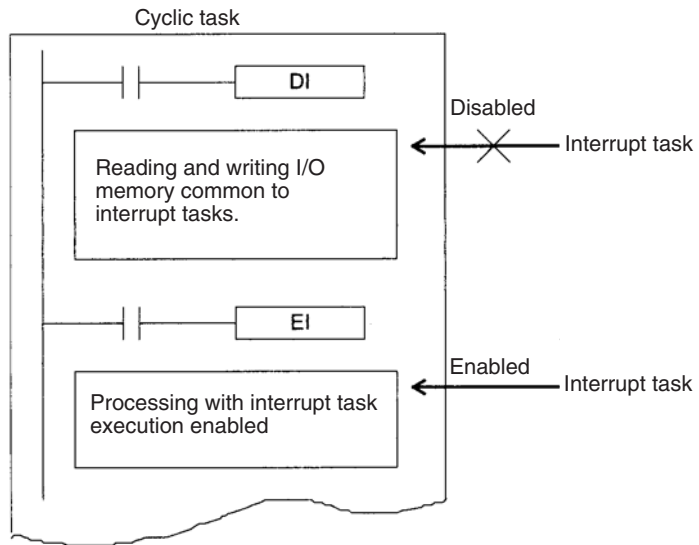 Cyclic task
DI
Disabled
Interrupt task
Reading and writing I/O
memory common to
interrupt tasks.
EI
Enabled
Interrupt task
Processing with interrupt task
execution enabled